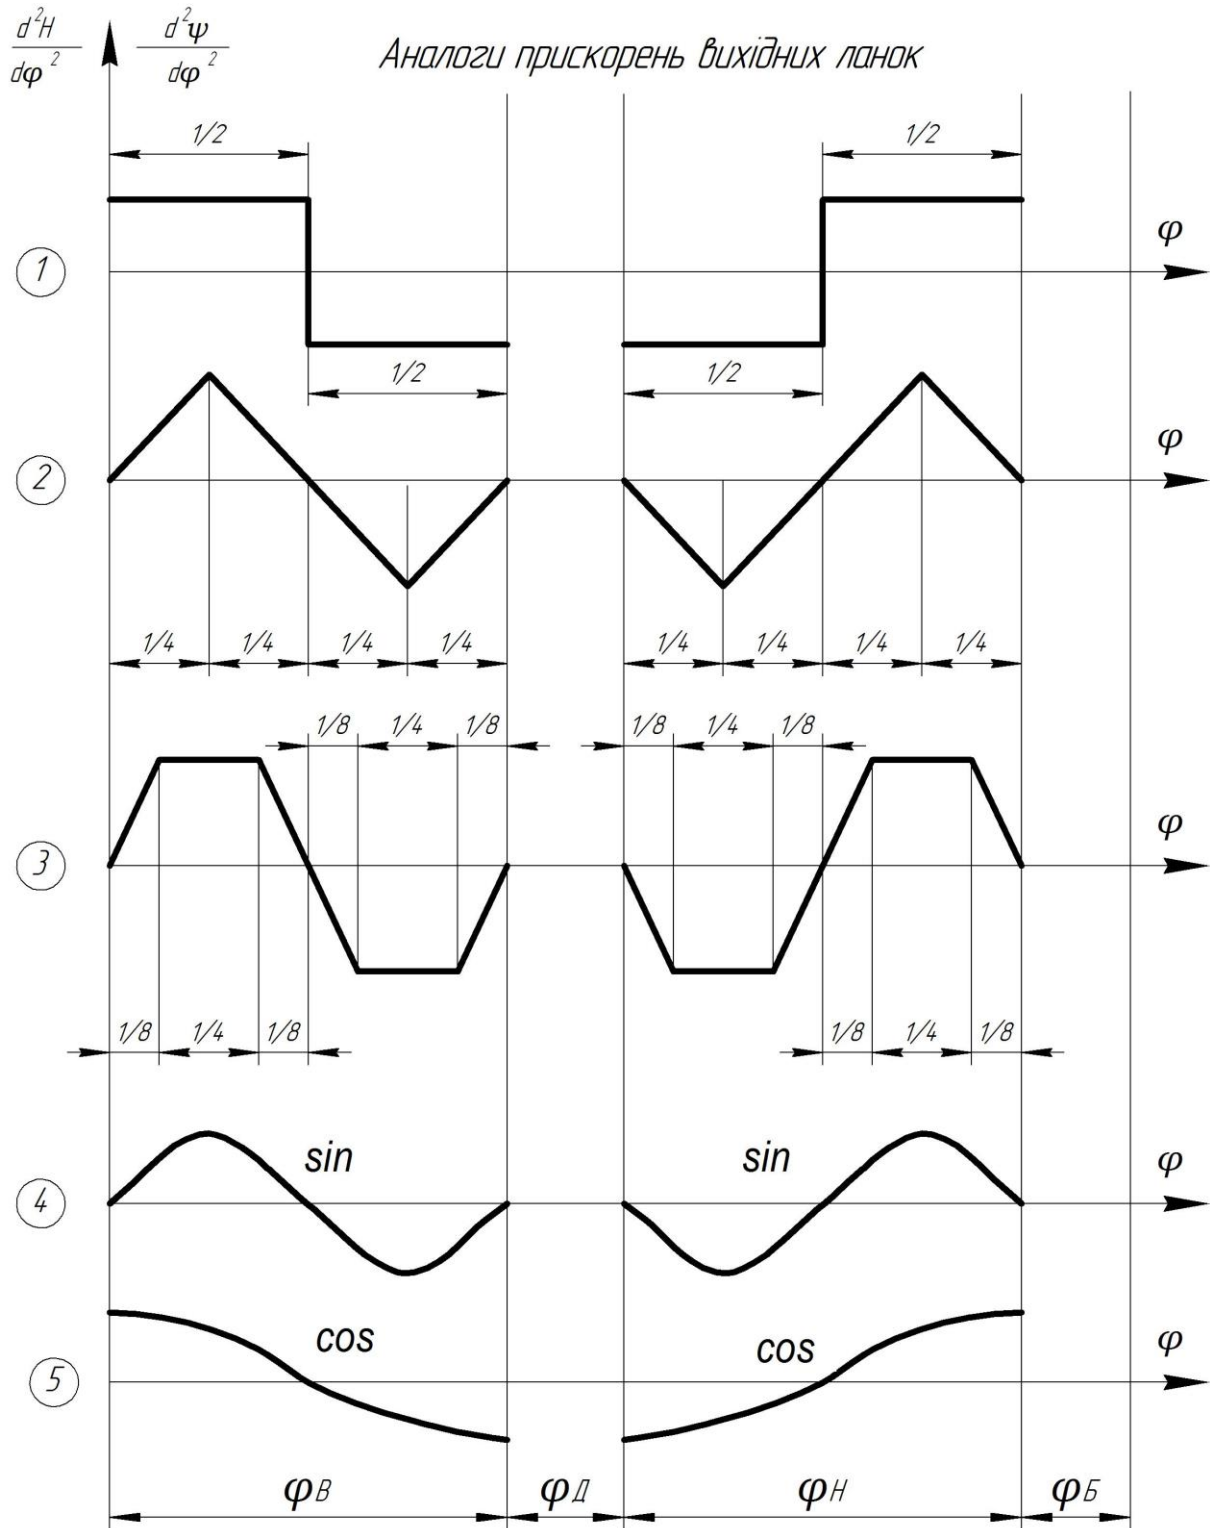 d²H/dφ² d²ψ/dφ²
Аналоги прискорень вихідних ланок
1/2 1/2
φ
1
1/2 1/2
φ
2
1/4 1/4 1/4 1/4 1/4 1/4 1/4 1/4
1/8 1/4 1/8 1/8 1/4 1/8
φ
3
1/8 1/4 1/8 1/8 1/4 1/8
sin sin φ
4
cos cos φ
5
φВ φД φН φБ